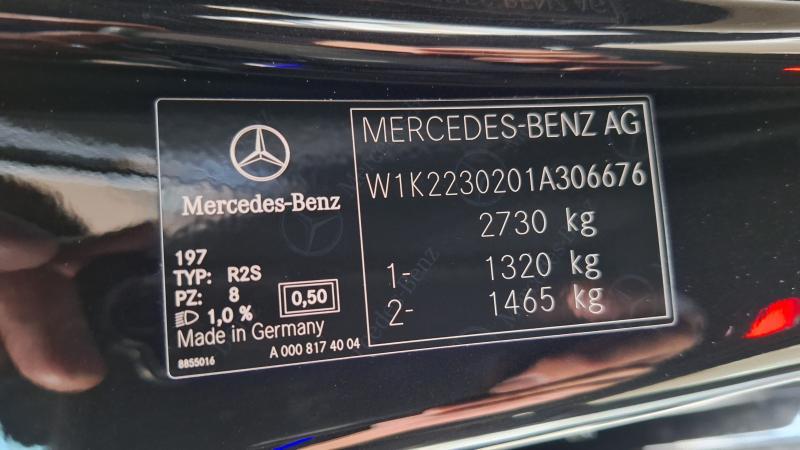 Mercedes-Benz
197
TYP: R2S
PZ: 8
0,50
1,0 %
Made in Germany
8855016
A 000 817 40 04
MERCEDES-BENZ AG
W1K2230201A306676
2730 kg
1- 1320 kg
2- 1465 kg